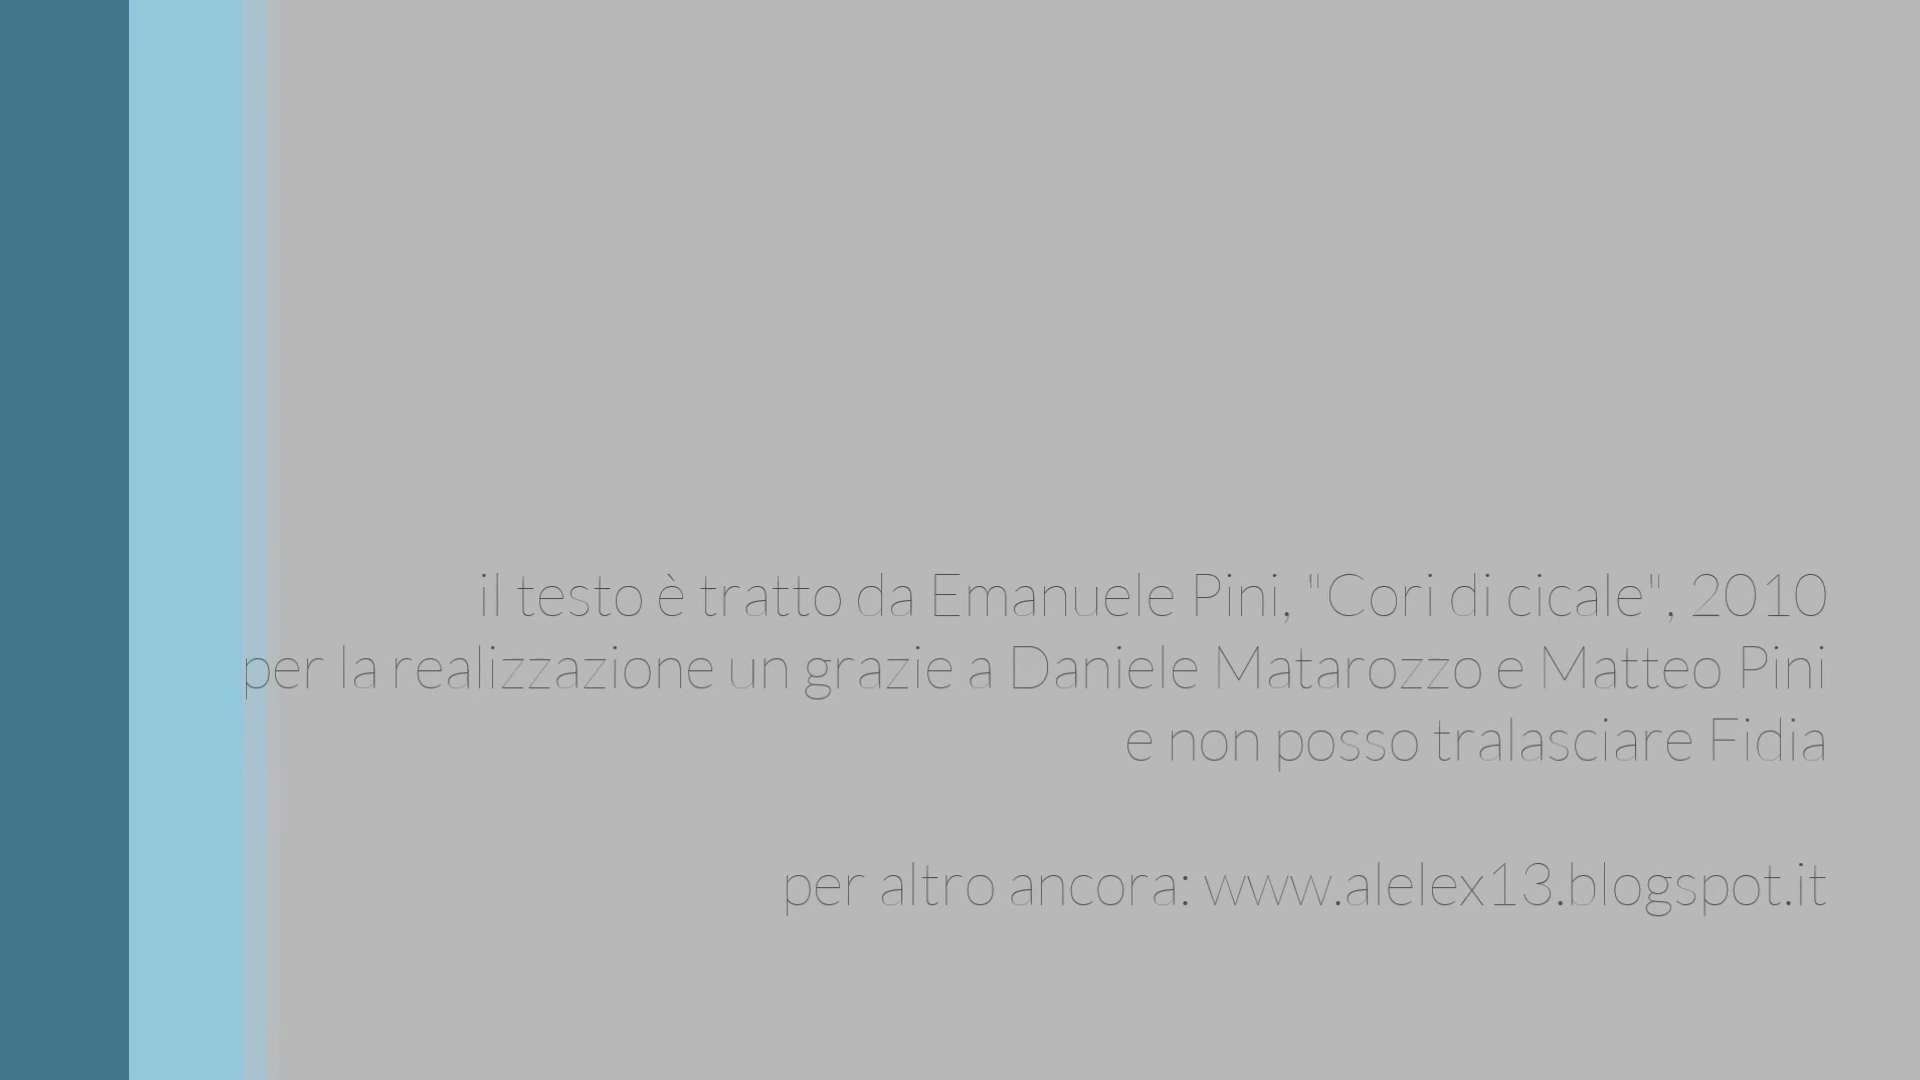 il testo è tratto da Emanuele Pini, "Cori di cicale", 2010
per la realizzazione un grazie a Daniele Matarozzo e Matteo Pini
e non posso tralasciare Fidia
per altro ancora: www.alelex13.blogspot.it